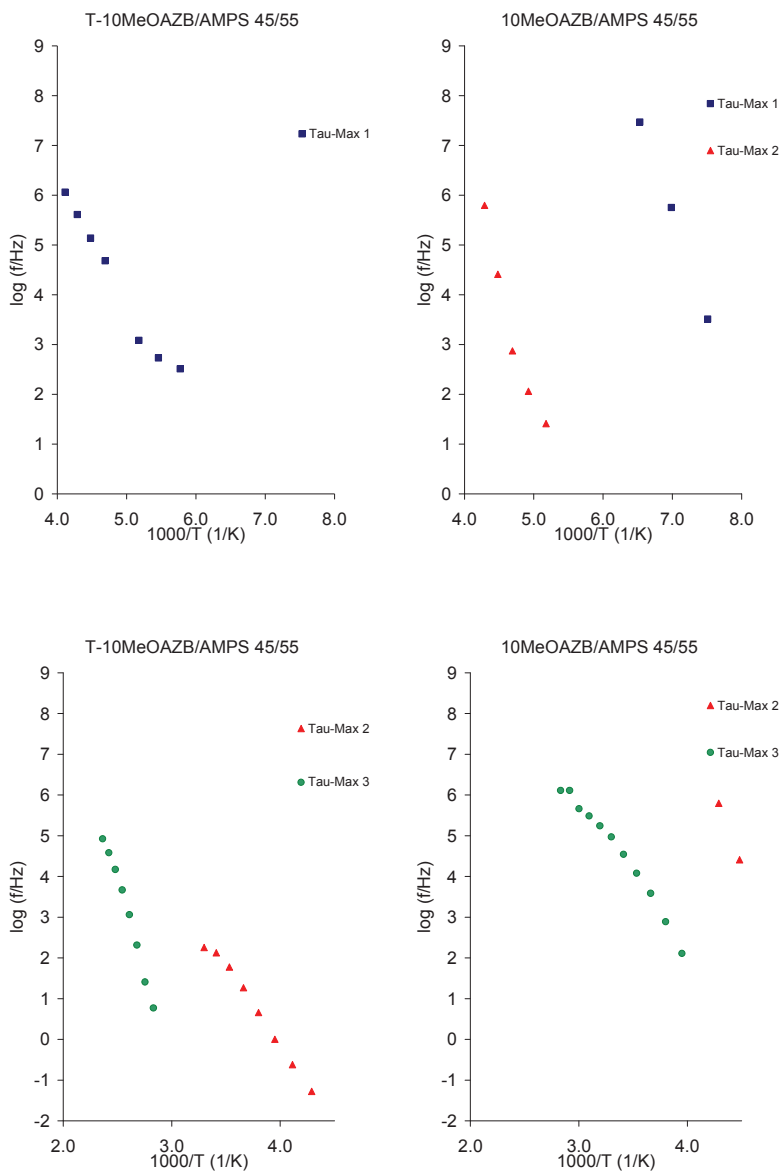 T-10MeOAZB/AMPS 45/55
9
8
7
6
5
4
3
2
1
0
log (f/Hz)
Tau-Max 1
4.0 5.0 6.0 7.0 8.0
1000/T (1/K)
10MeOAZB/AMPS 45/55
9
8
7
6
5
4
3
2
1
0
log (f/Hz)
Tau-Max 1
Tau-Max 2
4.0 5.0 6.0 7.0 8.0
1000/T (1/K)
T-10MeOAZB/AMPS 45/55
9
8
7
6
5
4
3
2
1
0
-1
-2
log (f/Hz)
Tau-Max 2
Tau-Max 3
2.0 3.0 4.0
1000/T (1/K)
10MeOAZB/AMPS 45/55
9
8
7
6
5
4
3
2
1
0
-1
-2
log (f/Hz)
Tau-Max 2
Tau-Max 3
2.0 3.0 4.0
1000/T (1/K)